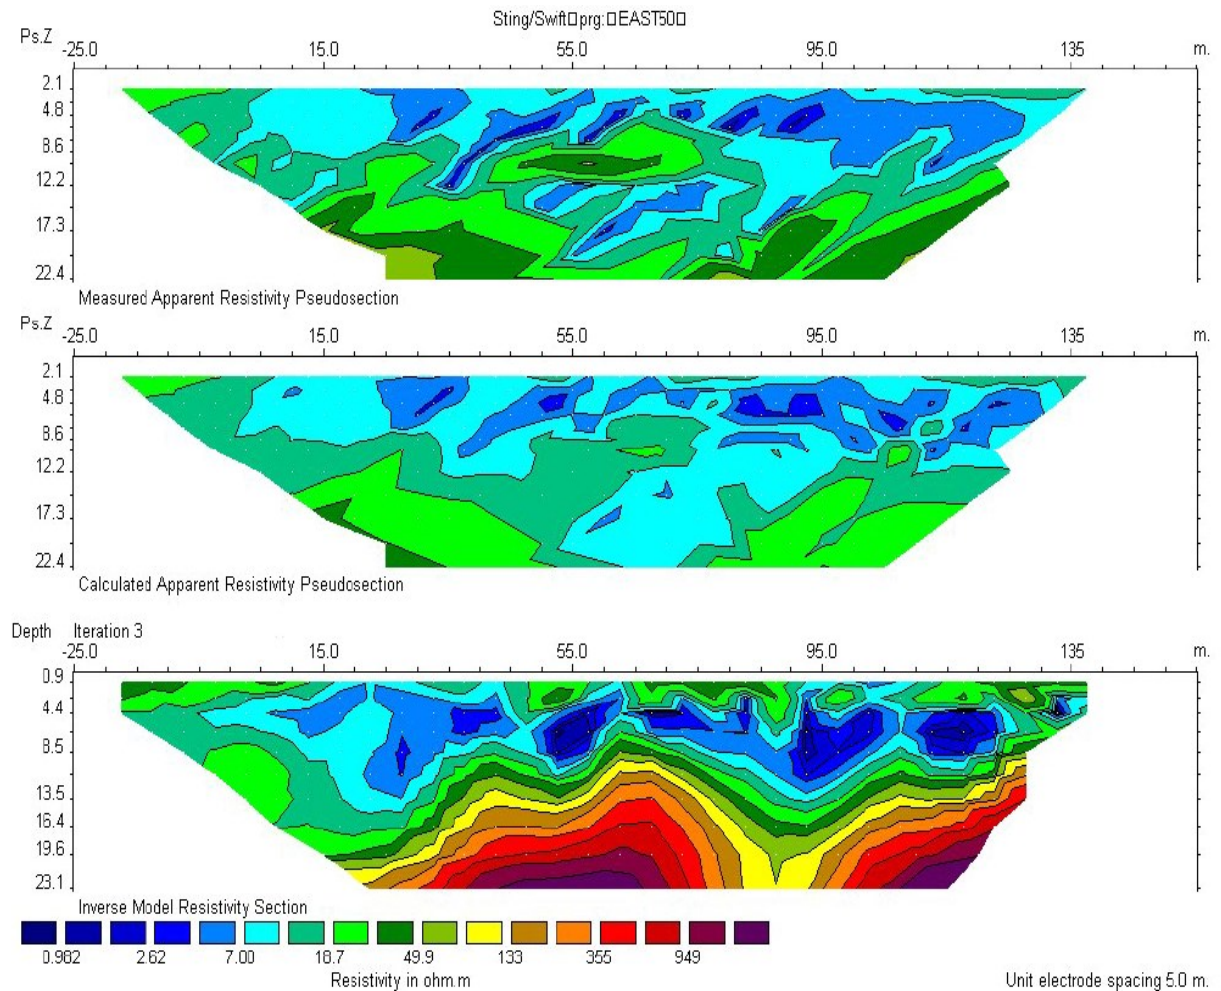 Sting/Swift□prg:□EAST50□
Ps.Z -25.0 15.0 55.0 95.0 135 m.
2.1
4.8
8.6
12.2
17.3
22.4
Measured Apparent Resistivity Pseudosection
Ps.Z -25.0 15.0 55.0 95.0 135 m.
2.1
4.8
8.6
12.2
17.3
22.4
Calculated Apparent Resistivity Pseudosection
Depth Iteration 3
-25.0 15.0 55.0 95.0 135 m.
0.9
4.4
8.5
13.5
16.4
19.6
23.1
Inverse Model Resistivity Section
0.982 2.62 7.00 18.7 49.9 133 355 949
Resistivity in ohm.m Unit electrode spacing 5.0 m.